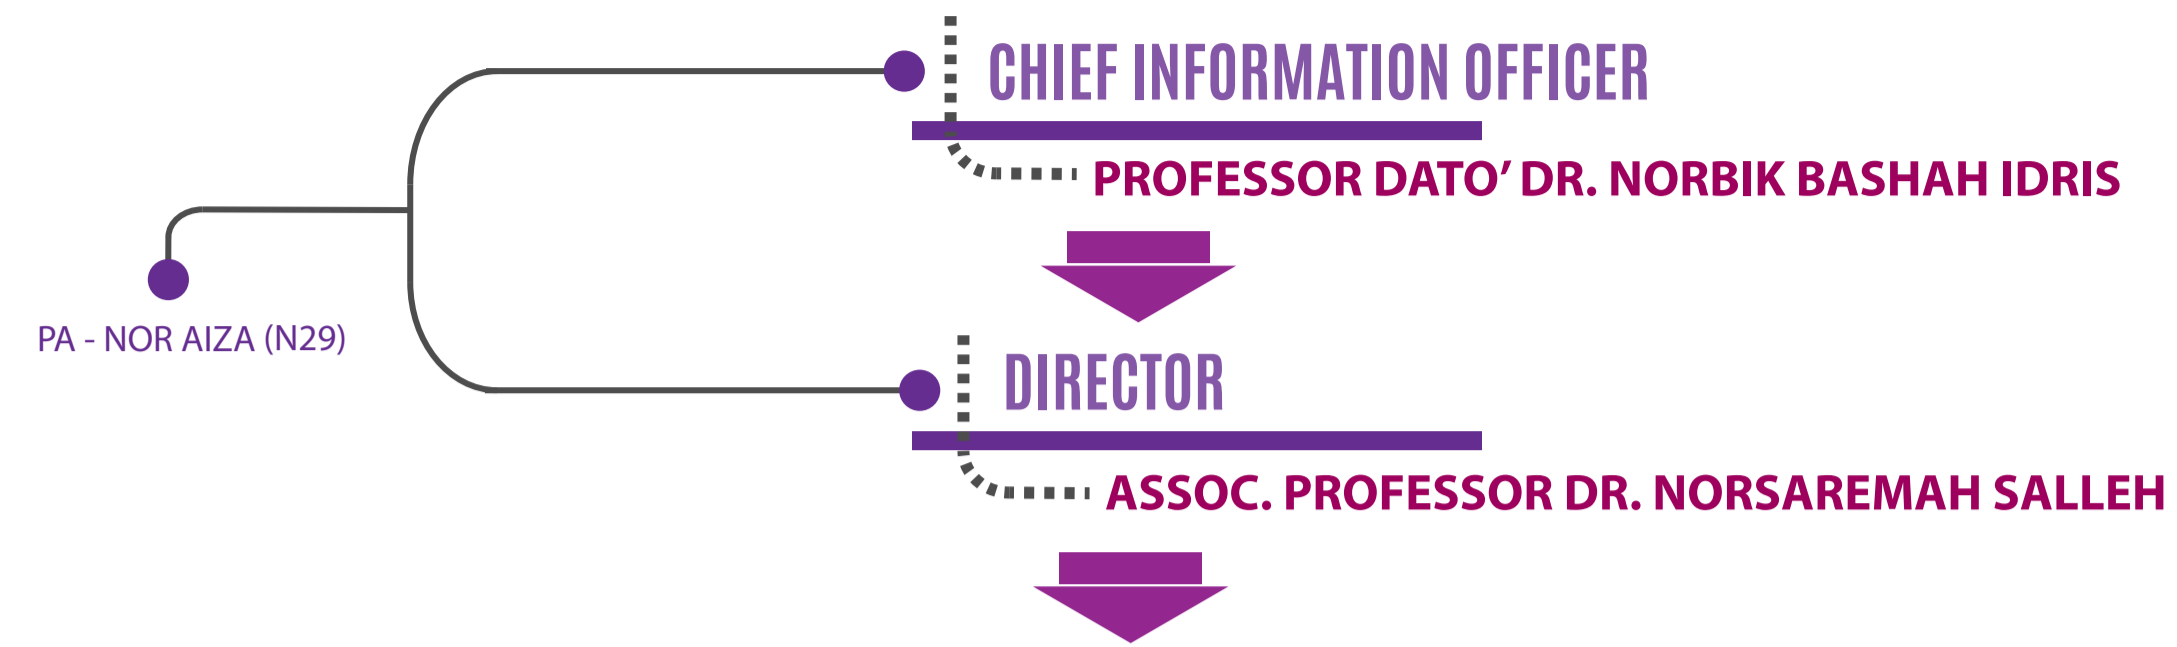 CHIEF INFORMATION OFFICER
PROFESSOR DATO’ DR. NORBIK BASHAH IDRIS
PA - NOR AIZA (N29)
DIRECTOR
ASSOC. PROFESSOR DR. NORSAREMAH SALLEH